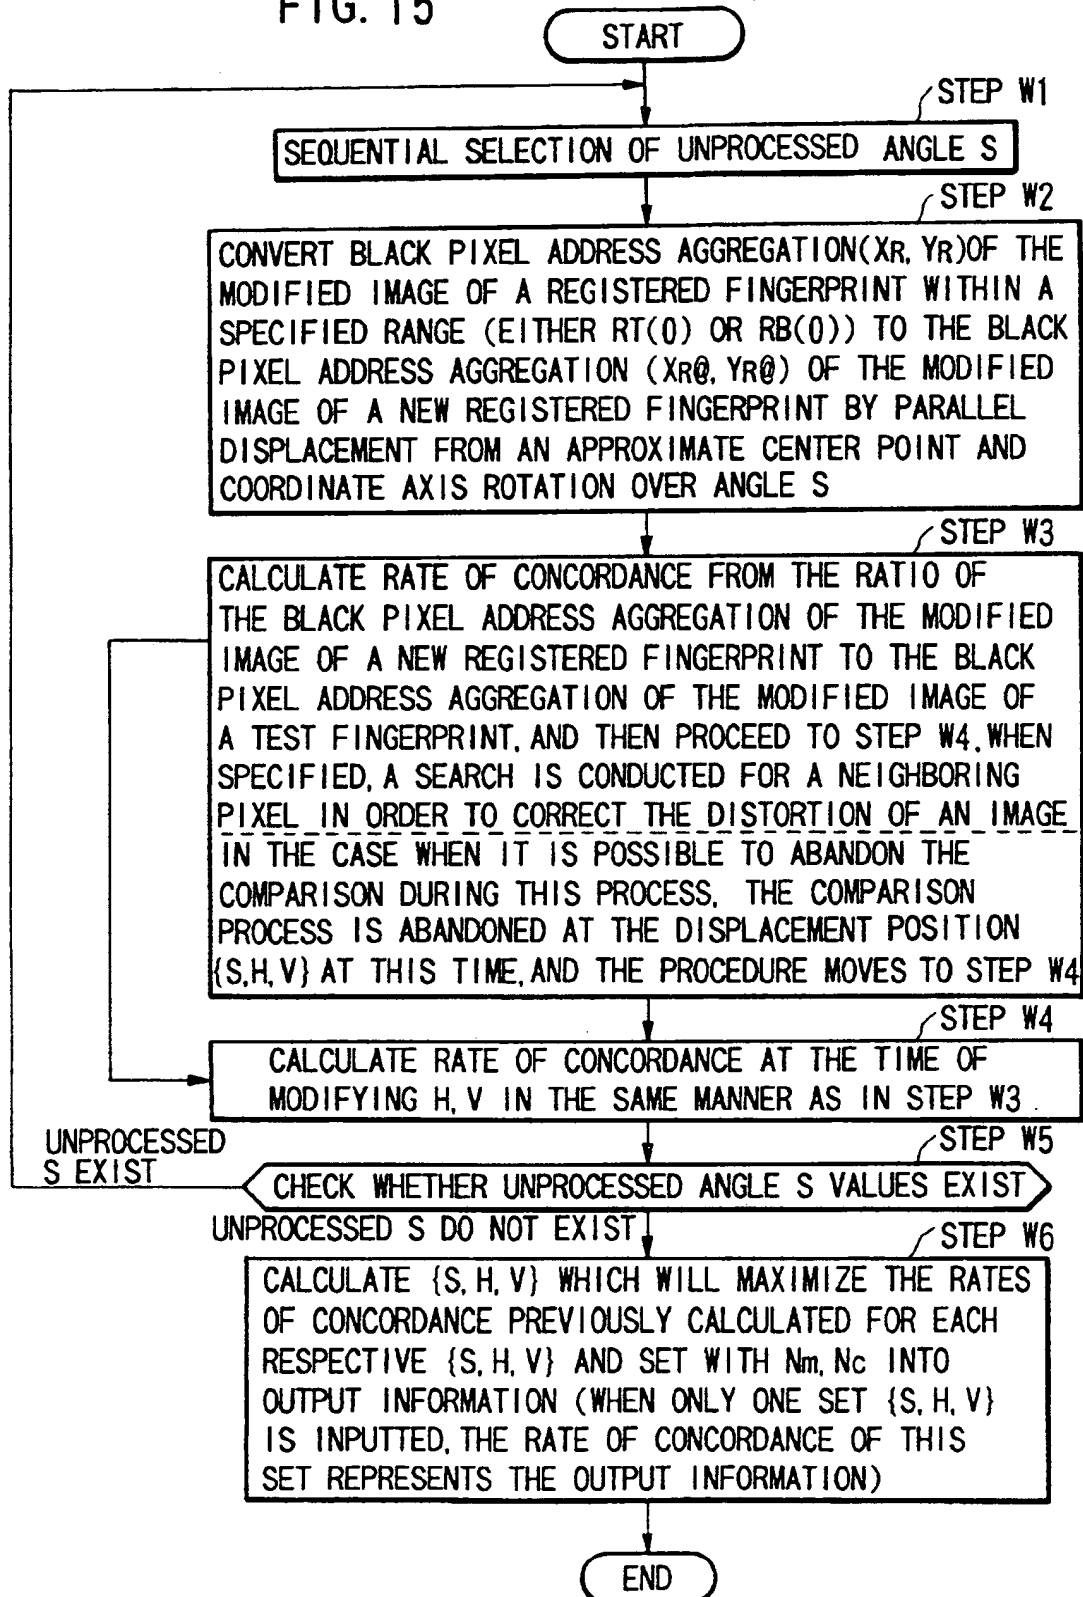 FIG. 15
START
STEP W1
SEQUENTIAL SELECTION OF UNPROCESSED ANGLE S
STEP W2
CONVERT BLACK PIXEL ADDRESS AGGREGATION(XR, YR)OF THE
MODIFIED IMAGE OF A REGISTERED FINGERPRINT WITHIN A
SPECIFIED RANGE (EITHER RT() OR RB()) TO THE BLACK
PIXEL ADDRESS AGGREGATION (XR@, YR@) OF THE MODIFIED
IMAGE OF A NEW REGISTERED FINGERPRINT BY PARALLEL
DISPLACEMENT FROM AN APPROXIMATE CENTER POINT AND
COORDINATE AXIS ROTATION OVER ANGLE S
STEP W3
CALCULATE RATE OF CONCORDANCE FROM THE RATIO OF
THE BLACK PIXEL ADDRESS AGGREGATION OF THE MODIFIED
IMAGE OF A NEW REGISTERED FINGERPRINT TO THE BLACK
PIXEL ADDRESS AGGREGATION OF THE MODIFIED IMAGE OF
A TEST FINGERPRINT, AND THEN PROCEED TO STEP W4. WHEN
SPECIFIED, A SEARCH IS CONDUCTED FOR A NEIGHBORING
PIXEL IN ORDER TO CORRECT THE DISTORTION OF AN IMAGE
IN THE CASE WHEN IT IS POSSIBLE TO ABANDON THE
COMPARISON DURING THIS PROCESS, THE COMPARISON
PROCESS IS ABANDONED AT THE DISPLACEMENT POSITION
{S,H,V} AT THIS TIME, AND THE PROCEDURE MOVES TO STEP W4
STEP W4
CALCULATE RATE OF CONCORDANCE AT THE TIME OF
MODIFYING H, V IN THE SAME MANNER AS IN STEP W3.
STEP W5
UNPROCESSED
S EXIST
CHECK WHETHER UNPROCESSED ANGLE S VALUES EXIST
UNPROCESSED S DO NOT EXIST
STEP W6
CALCULATE {S, H, V} WHICH WILL MAXIMIZE THE RATES
OF CONCORDANCE PREVIOUSLY CALCULATED FOR EACH
RESPECTIVE {S, H, V} AND SET WITH Nm, Nc INTO
OUTPUT INFORMATION (WHEN ONLY ONE SET {S, H, V}
IS INPUTTED, THE RATE OF CONCORDANCE OF THIS
SET REPRESENTS THE OUTPUT INFORMATION)
END